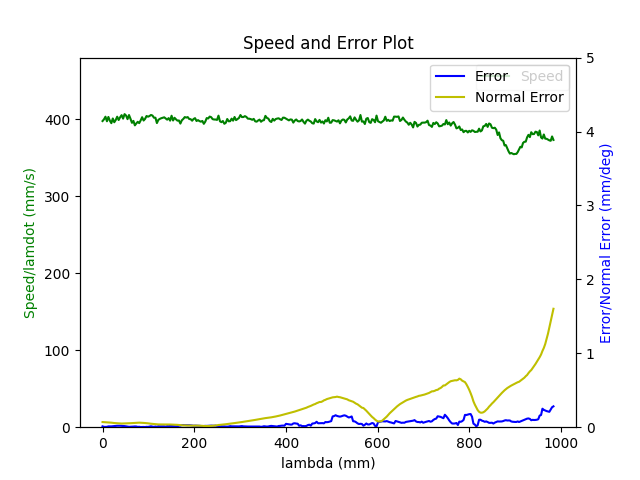 Speed and Error Plot
Error
Speed
Normal Error
Speed/lamdot (mm/s)
Error/Normal Error (mm/deg)
400
300
200
100
0
5
4
3
2
1
0
0
200
400
600
800
1000
lambda (mm)